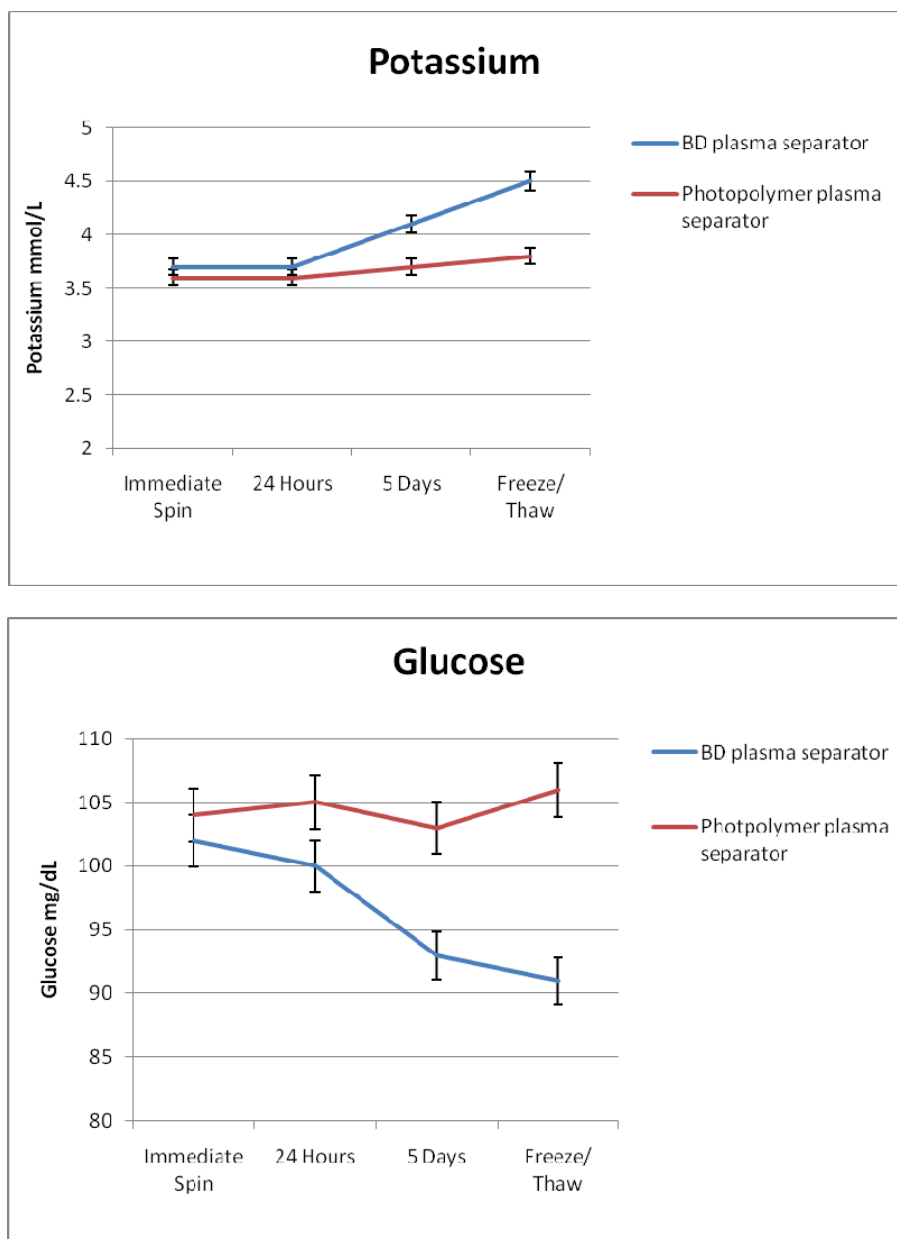 Potassium
5
4.5
4
3.5
3
2.5
2
Potassium mmol/L
Immediate
Spin
24 Hours
5 Days
Freeze/
Thaw
BD plasma separator
Photopolymer plasma
separator
Glucose
110
105
100
95
90
85
80
Glucose mg/dL
Immediate
Spin
24 Hours
5 Days
Freeze/
Thaw
BD plasma separator
Photpolymer plasma
separator